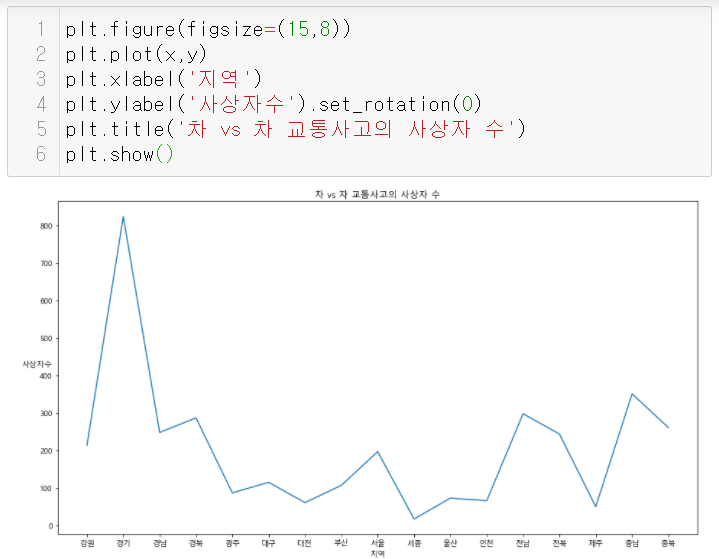 1 plt.figure(figsize=(15,8))
2 plt.plot(x,y)
3 plt.xlabel('지역')
4 plt.ylabel('사상자수').set_rotation(0)
5 plt.title('차 vs 차 교통사고의 사상자 수')
6 plt.show()
차 vs 차 교통사고의 사상자 수
800
700
600
500
사상자수
400
300
200
100
0
강원 경기 경남 경북 광주 대구 대전 부산 서울 세종 울산 인천 전남 전북 제주 충남 충북
지역